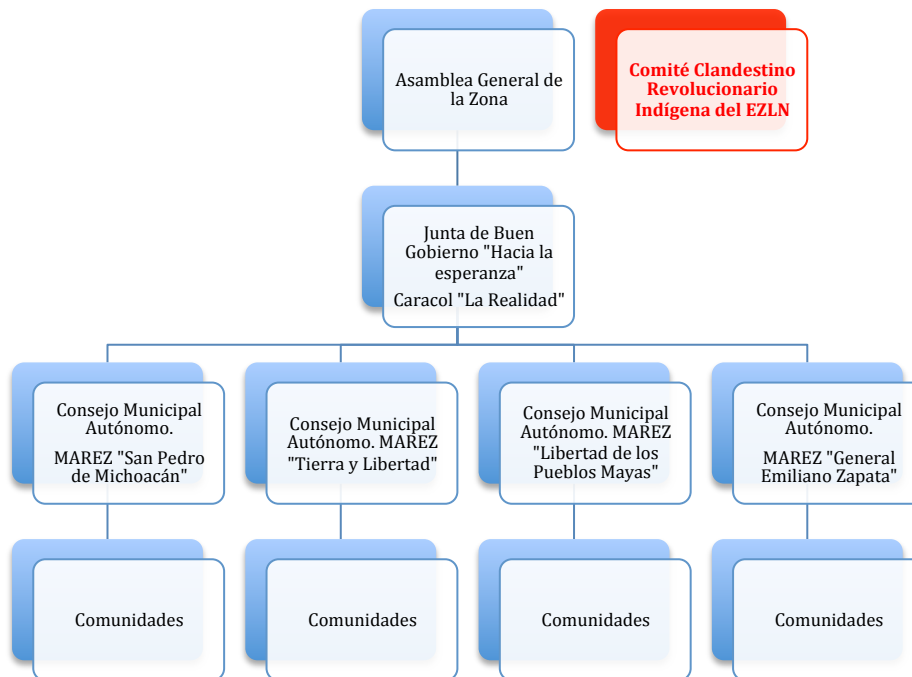 Asamblea General de
la Zona
Comité Clandestino
Revolucionario
Indígena del EZLN
Junta de Buen
Gobierno "Hacia la
esperanza"
Caracol "La Realidad"
Consejo Municipal
Autónomo.
MAREZ "San Pedro
de Michoacán"
Consejo Municipal
Autónomo. MAREZ
"Tierra y Libertad"
Consejo Municipal
Autónomo. MAREZ
"Libertad de los
Pueblos Mayas"
Consejo Municipal
Autónomo.
MAREZ "General
Emiliano Zapata"
Comunidades
Comunidades
Comunidades
Comunidades